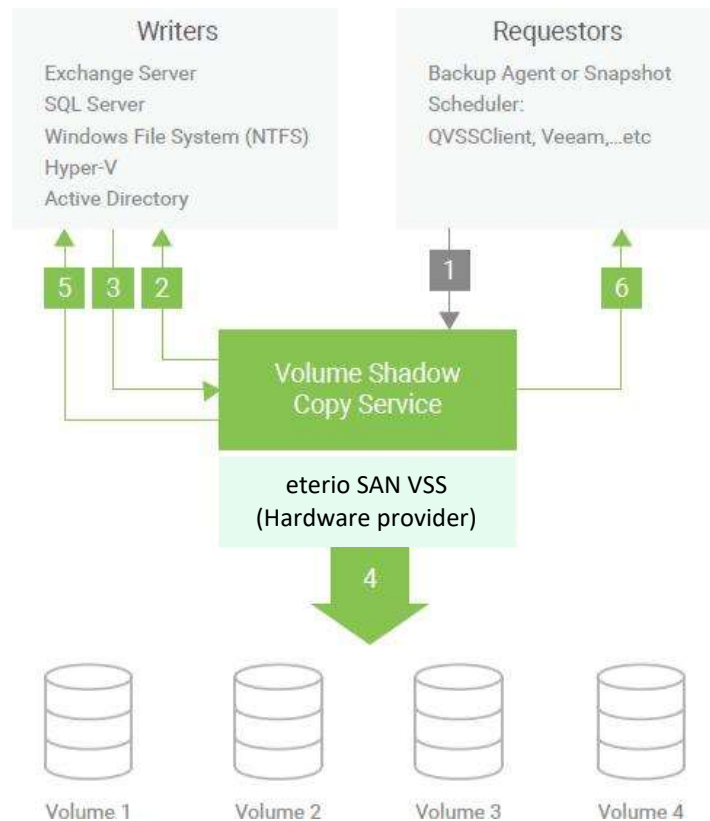 Writers
Exchange Server
SQL Server
Windows File System (NTFS)
Hyper-V
Active Directory
Requestors
Backup Agent or Snapshot
Scheduler:
QVSSClient, Veeam,...etc
5
3
2
1
6
Volume Shadow
Copy Service
eterio SAN VSS
(Hardware provider)
4
Volume 1
Volume 2
Volume 3
Volume 4